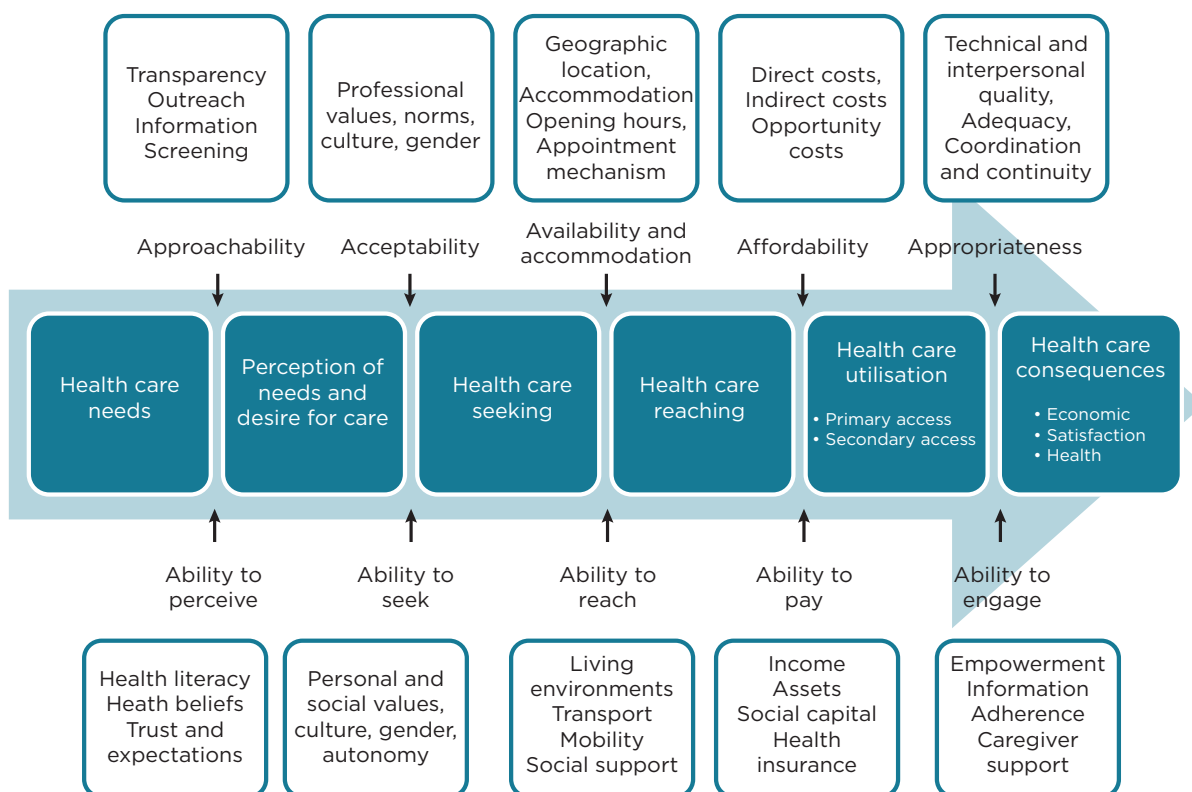 Transparency
Outreach
Information
Screening
Professional
values, norms,
culture, gender
Geographic
location,
Accommodation
Opening hours,
Appointment
mechanism
Direct costs,
Indirect costs
Opportunity
costs
Technical and
interpersonal
quality,
Adequacy,
Coordination
and continuity
Approachability
Acceptability
Availability and
accommodation
Affordability
Appropriateness
Health care
needs
Perception of
needs and
desire for care
Health care
seeking
Health care
reaching
Health care
utilisation
• Primary access
• Secondary access
Health care
consequences
• Economic
• Satisfaction
• Health
Ability to
perceive
Ability to
seek
Ability to
reach
Ability to
pay
Ability to
engage
Health literacy
Heath beliefs
Trust and
expectations
Personal and
social values,
culture, gender,
autonomy
Living
environments
Transport
Mobility
Social support
Income
Assets
Social capital
Health
insurance
Empowerment
Information
Adherence
Caregiver
support